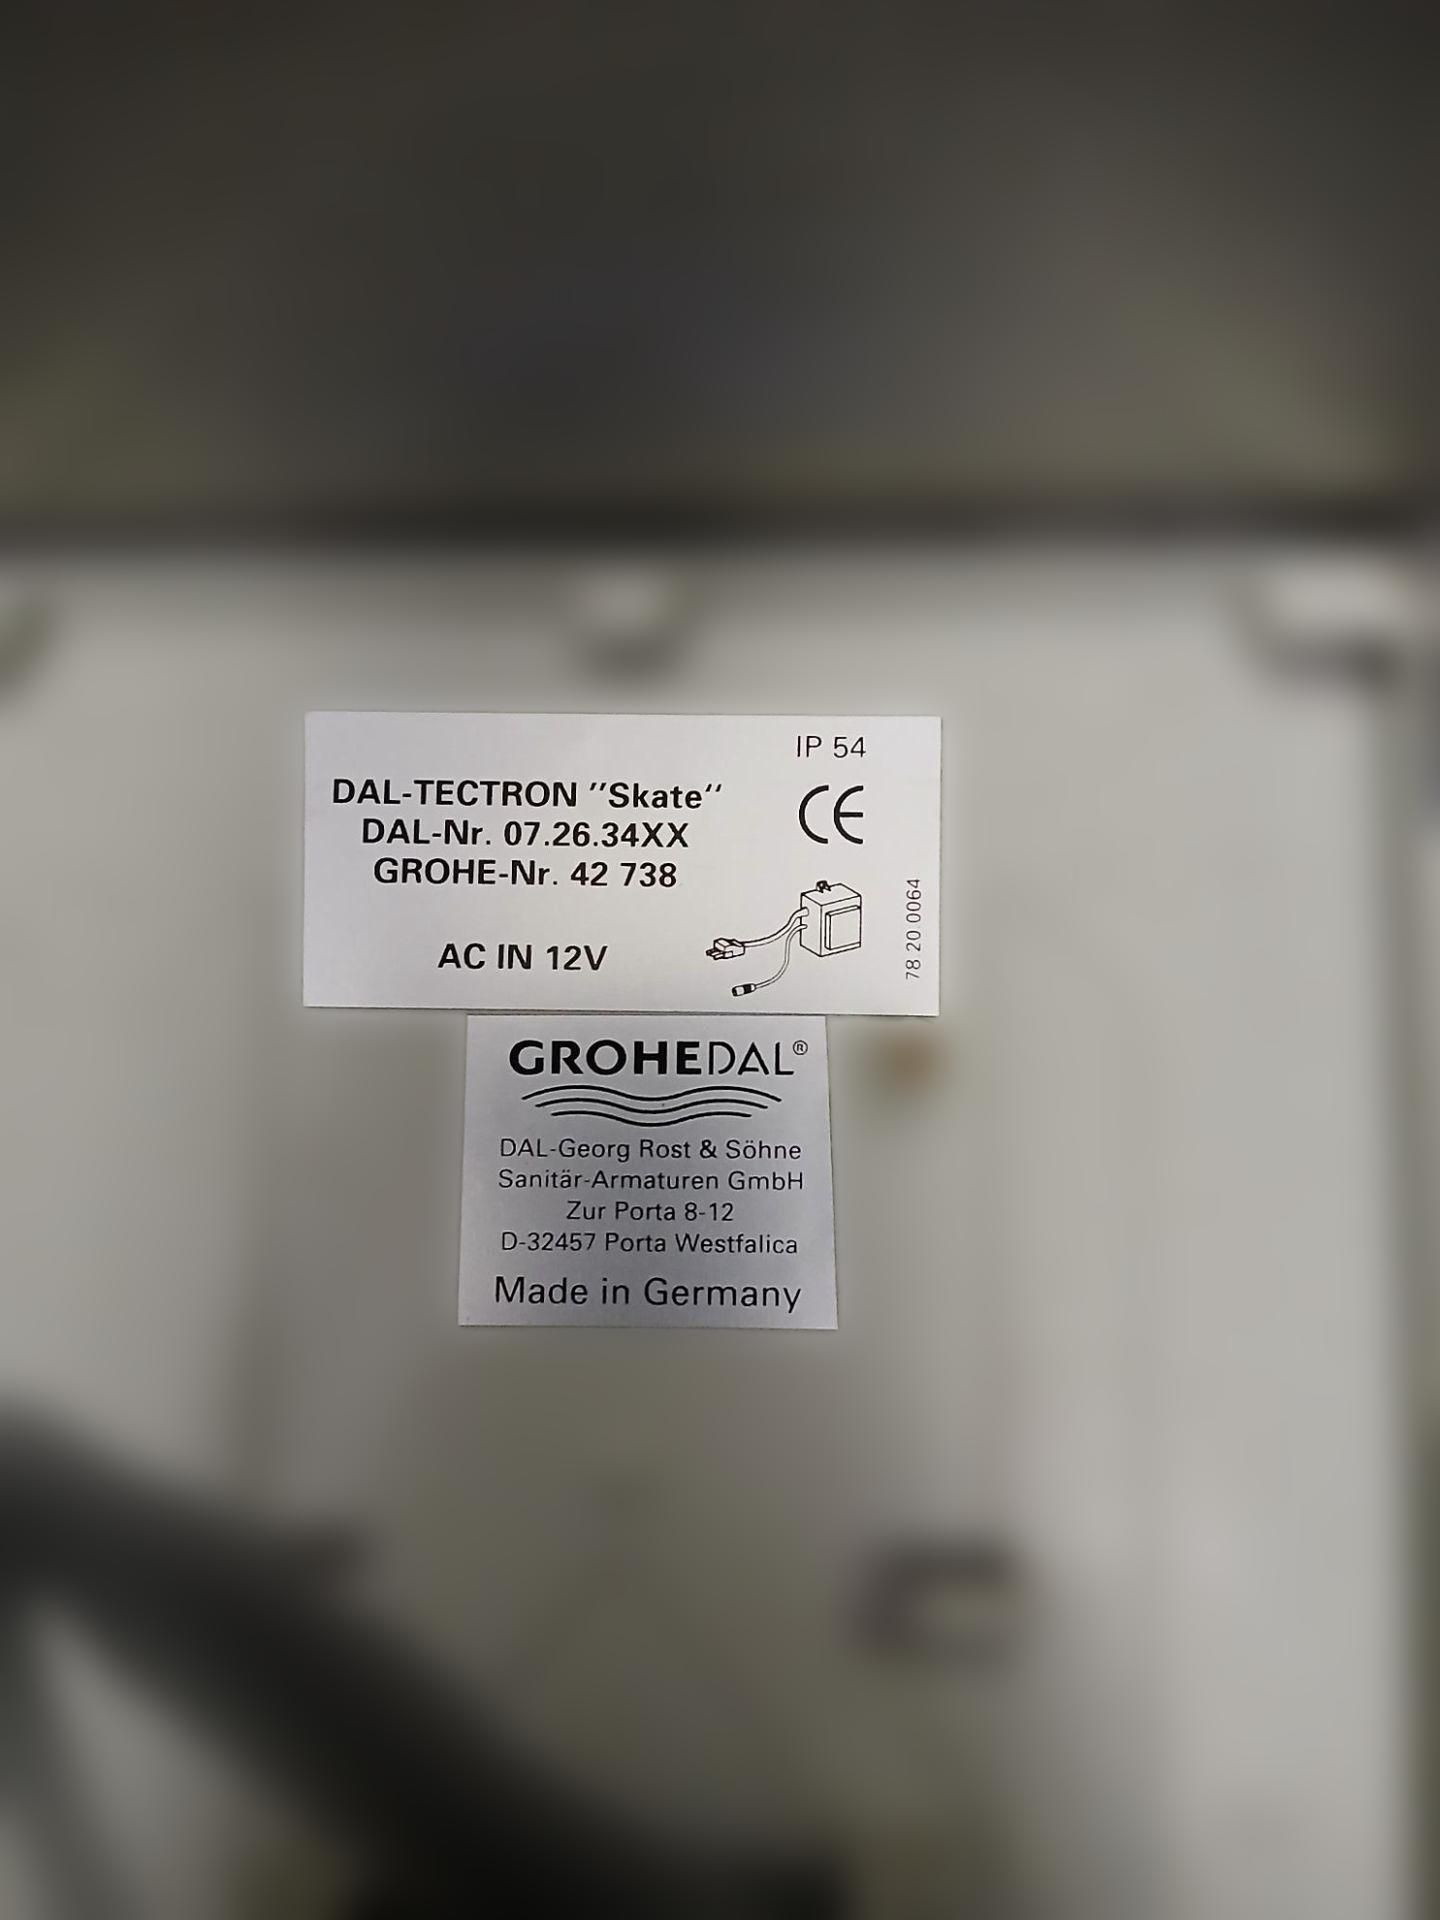 IP 54
CE
DAL-TECTRON ″Skate“
DAL-Nr. 07.26.34XX
GROHE-Nr. 42 738
AC IN 12V
78.20.0064
GROHEDAL®
DAL-Georg Rost & Söhne
Sanitär-Armaturen GmbH
Zur Porta 8-12
D-32457 Porta Westfalica
Made in Germany